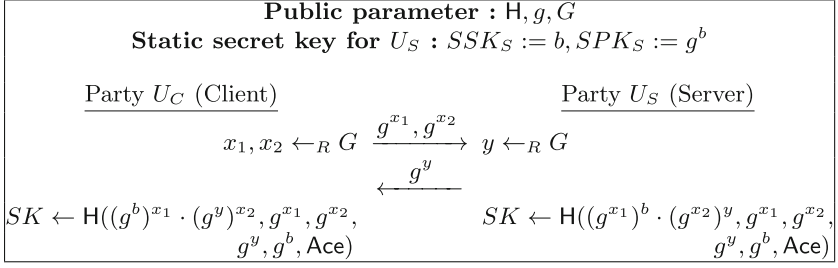 Public parameter : H, g, G
Static secret key for U_S : SSK_S := b, SPK_S := g^b
Party U_C (Client) Party U_S (Server)
x_1, x_2 ←_R G g^{x_1}, g^{x_2} → y ←_R G
g^y ←
SK ← H((g^b)^{x_1} · (g^y)^{x_2}, g^{x_1}, g^{x_2}, SK ← H((g^{x_1})^b · (g^{x_2})^y, g^{x_1}, g^{x_2},
g^y, g^b, Ace) g^y, g^b, Ace)